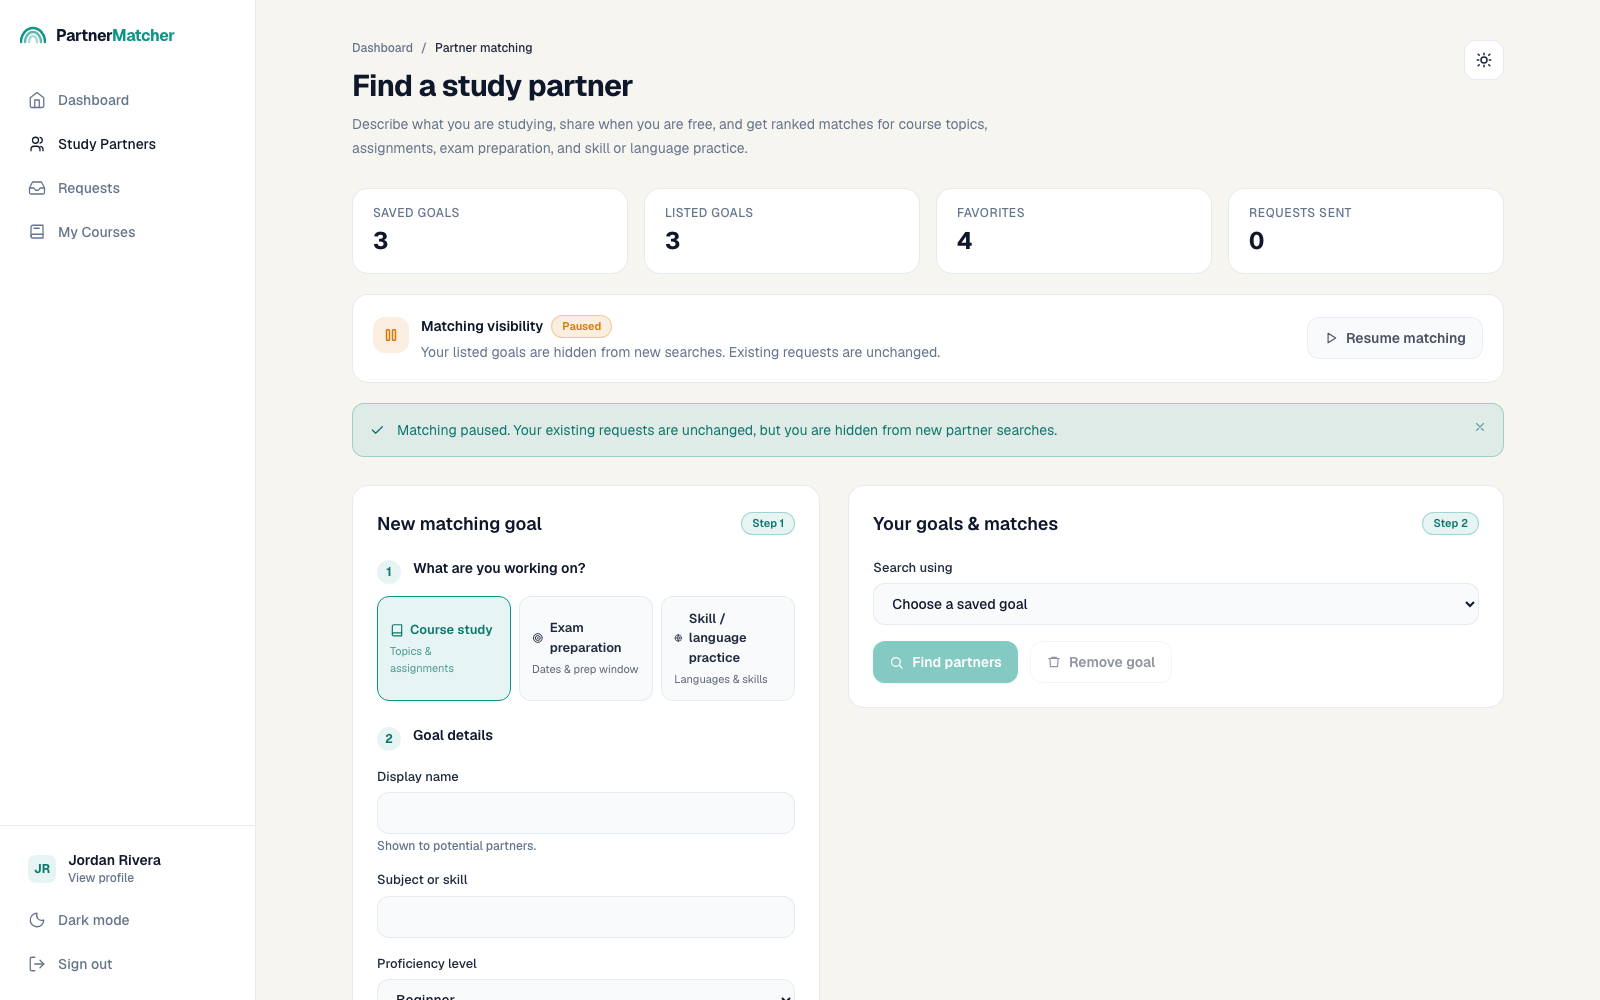 PartnerMatcher
Dashboard
Study Partners
Requests
My Courses
JR
Jordan Rivera
View profile
Dark mode
Sign out
Dashboard / Partner matching
Find a study partner
Describe what you are studying, share when you are free, and get ranked matches for course topics,
assignments, exam preparation, and skill or language practice.
SAVED GOALS
3
LISTED GOALS
3
FAVORITES
4
REQUESTS SENT
0
Matching visibility
Paused
Your listed goals are hidden from new searches. Existing requests are unchanged.
Resume matching
Matching paused. Your existing requests are unchanged, but you are hidden from new partner searches.
New matching goal
Step 1
1
What are you working on?
Course study
Topics &
assignments
Exam
preparation
Dates & prep window
Skill /
language
practice
Languages & skills
2
Goal details
Display name
Shown to potential partners.
Subject or skill
Proficiency level
Beginner
Your goals & matches
Step 2
Search using
Choose a saved goal
Find partners
Remove goal